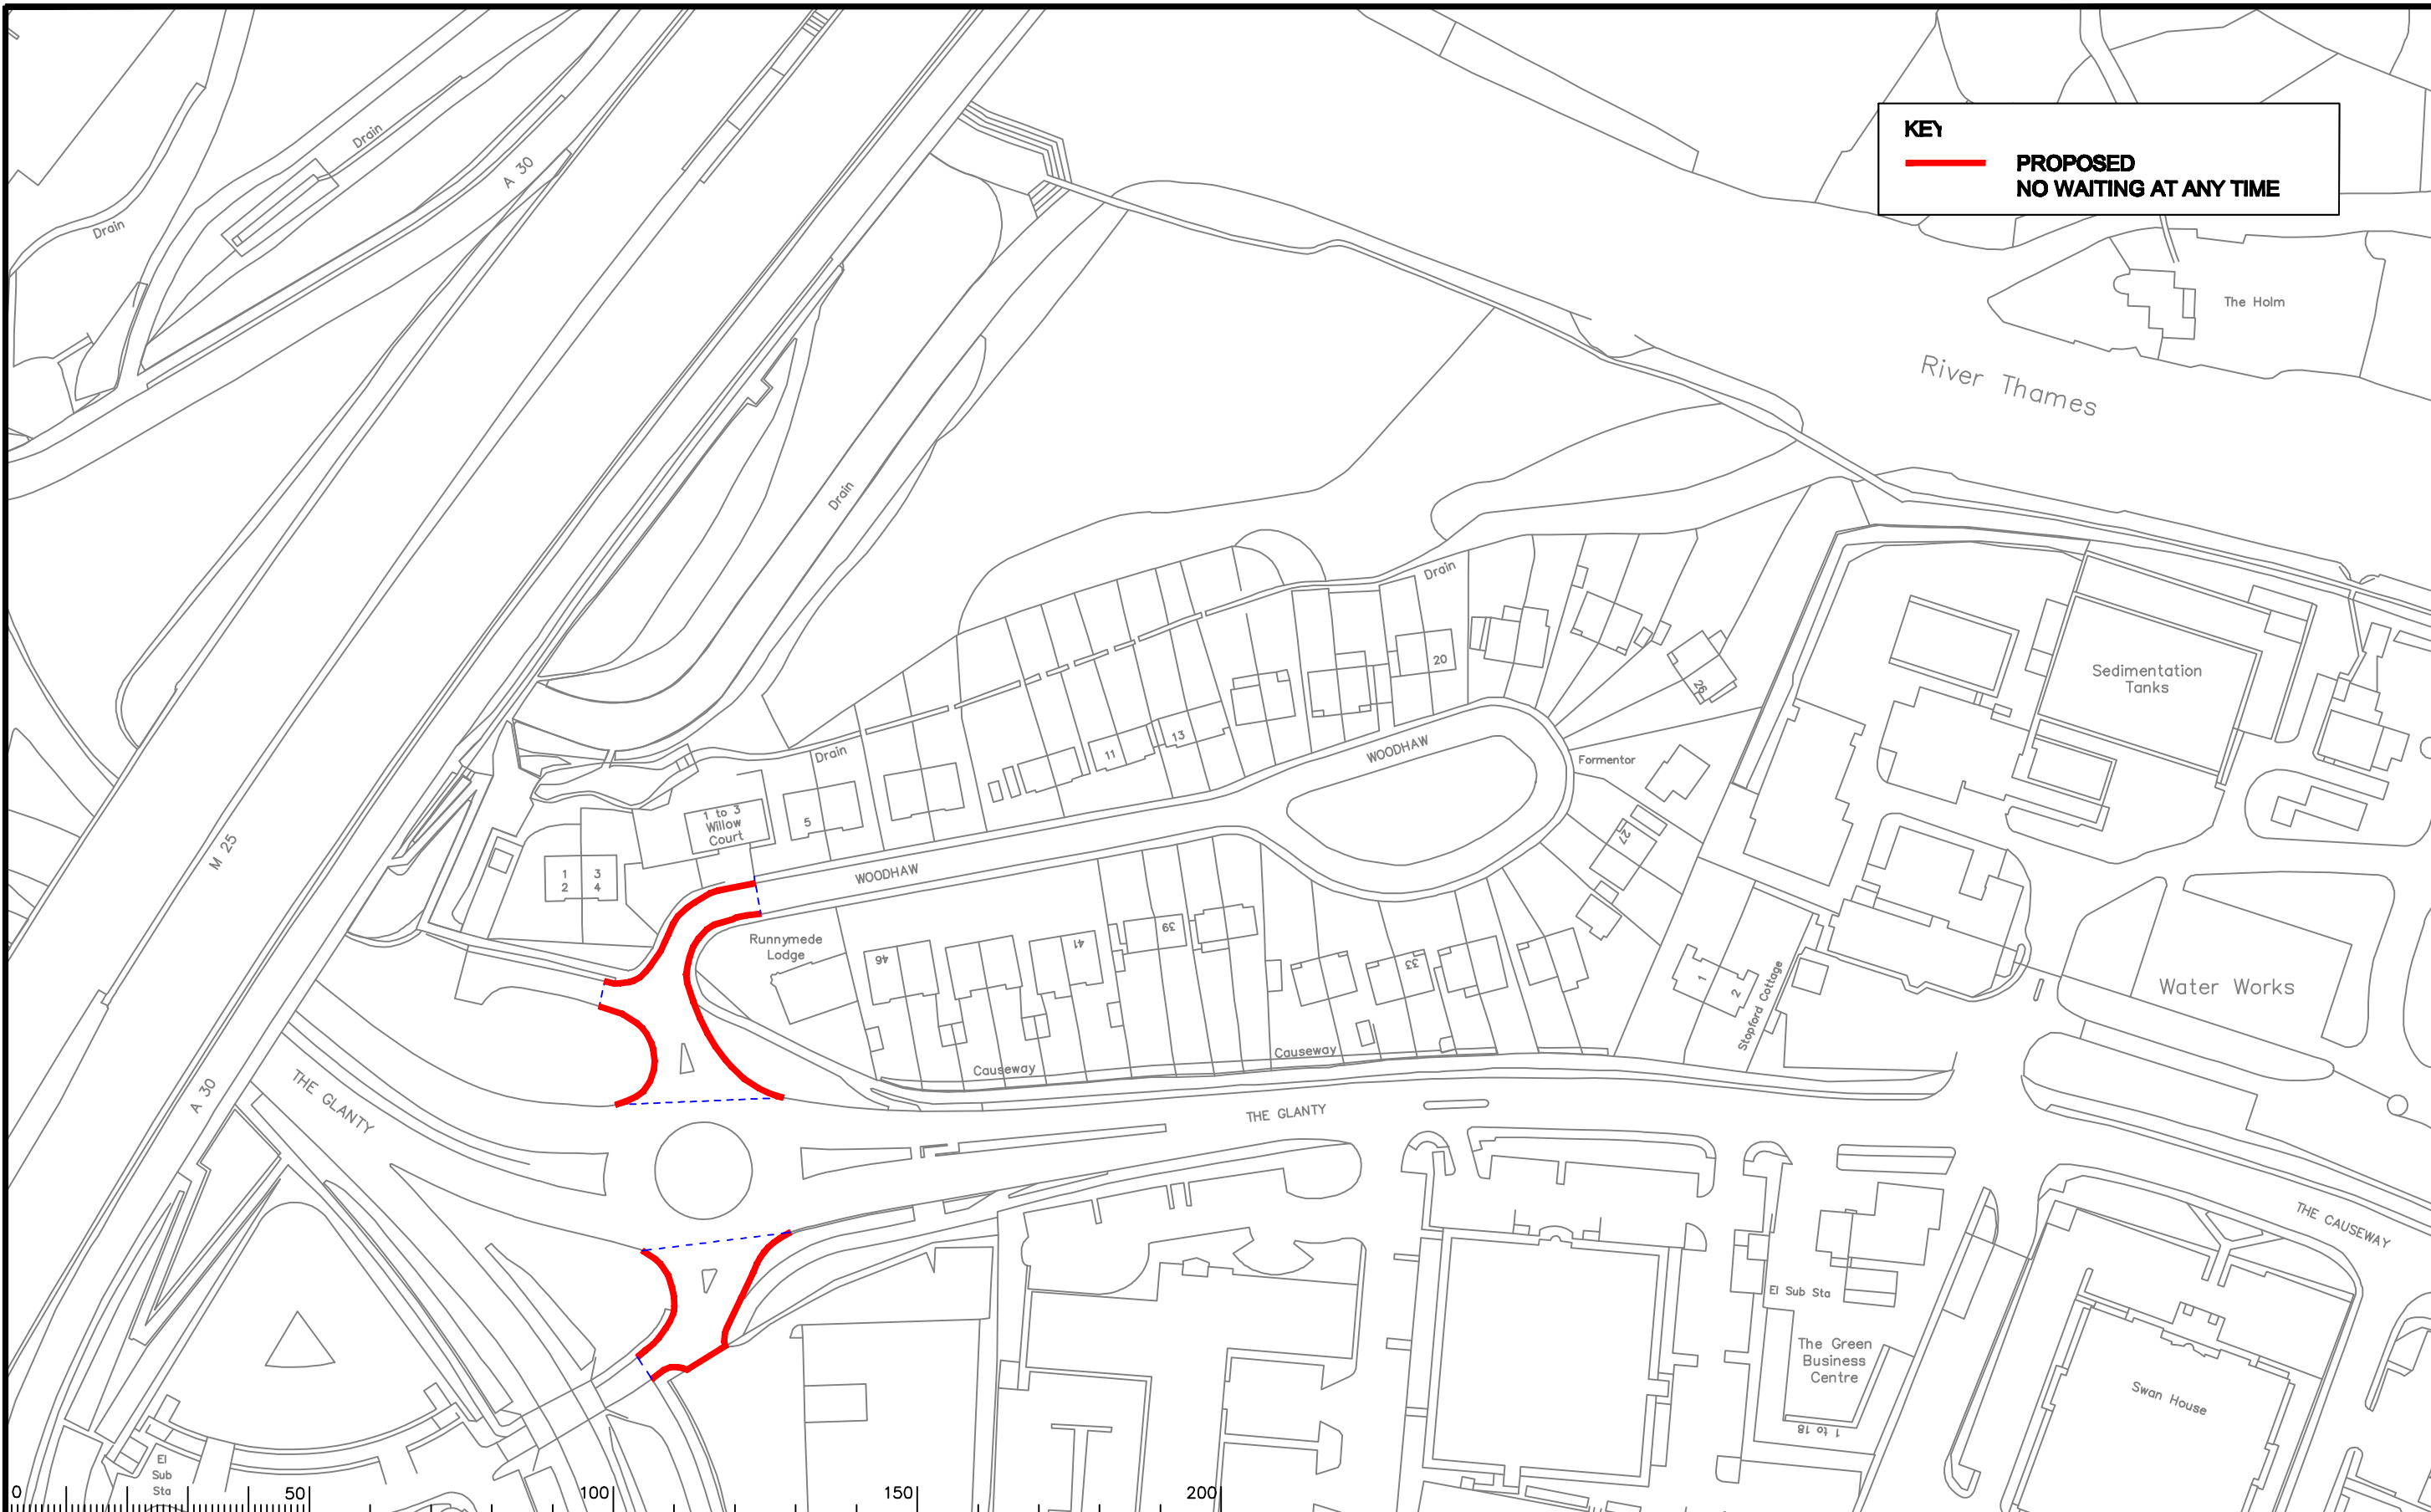 KEY
PROPOSED
NO WAITING AT ANY TIME
Drain
A 30
Drain
The Holm
River Thames
Drain
Drain
20
26
Sedimentation
Tanks
13
11
WOODHAW
Formentor
Drain
1 to 3
Willow
Court
5
27
M 25
1
2
3
4
WOODHAW
Runnymede
Lodge
46
41
39
33
1
2
Stopford Cottage
Water Works
Causeway
Causeway
A 30
THE GLANTY
THE GLANTY
THE CAUSEWAY
El Sub Sta
The Green
Business
Centre
Swan House
1 to 18
El
Sub
Sta
0
50
100
150
200